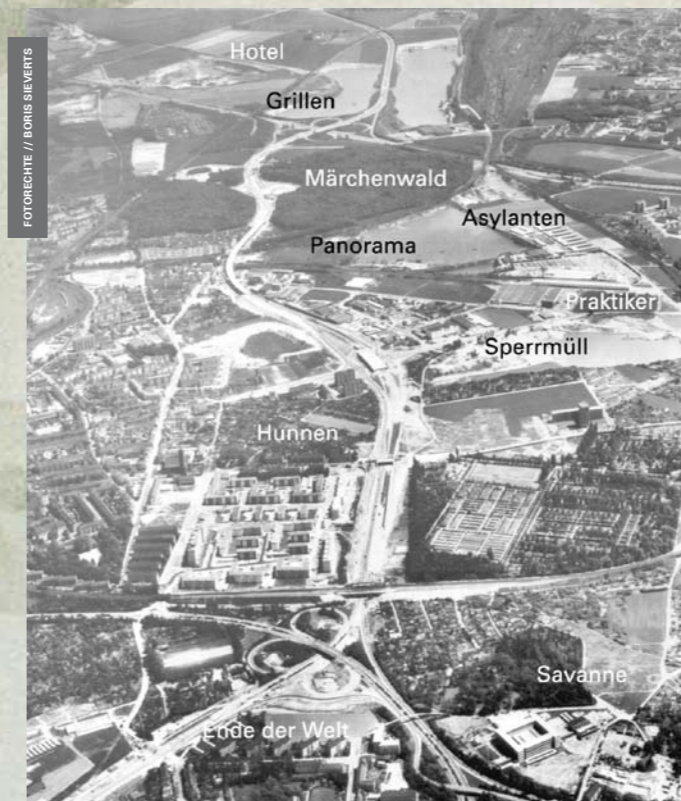 FOTORECHTE // BORIS SIEVERTS
Hotel
Grillen
Märchenwald
Asylanten
Panorama
Praktiker
Sperrmüll
Hunnen
Savanne
Ende der Welt